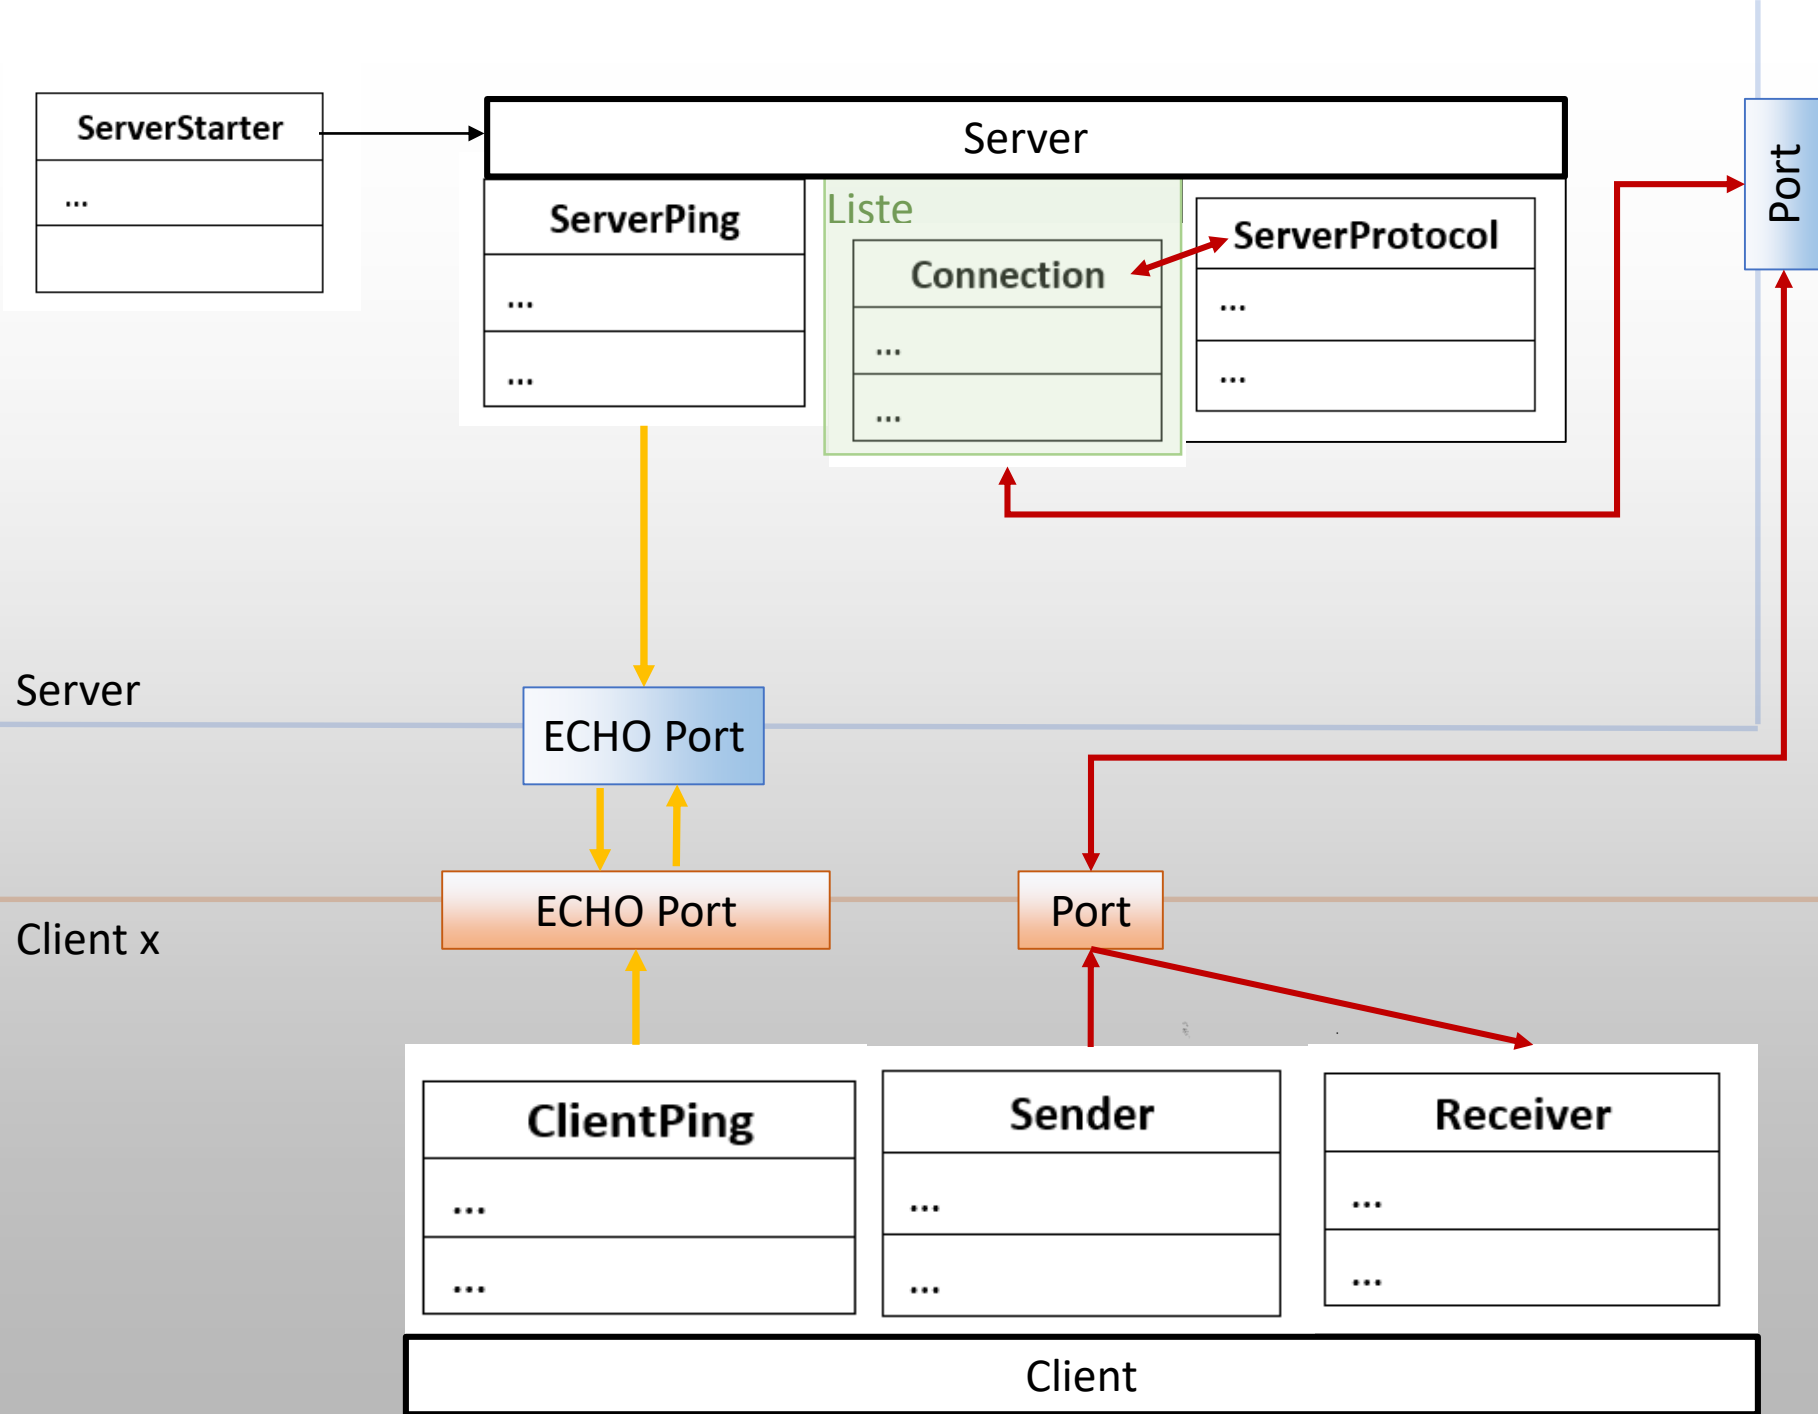 ServerStarter
...
Server
ServerPing
...
...
Liste
Connection
...
...
ServerProtocol
...
...
Port
Server
ECHO Port
ECHO Port
Port
Client x
ClientPing
...
...
Sender
...
...
Receiver
...
...
Client